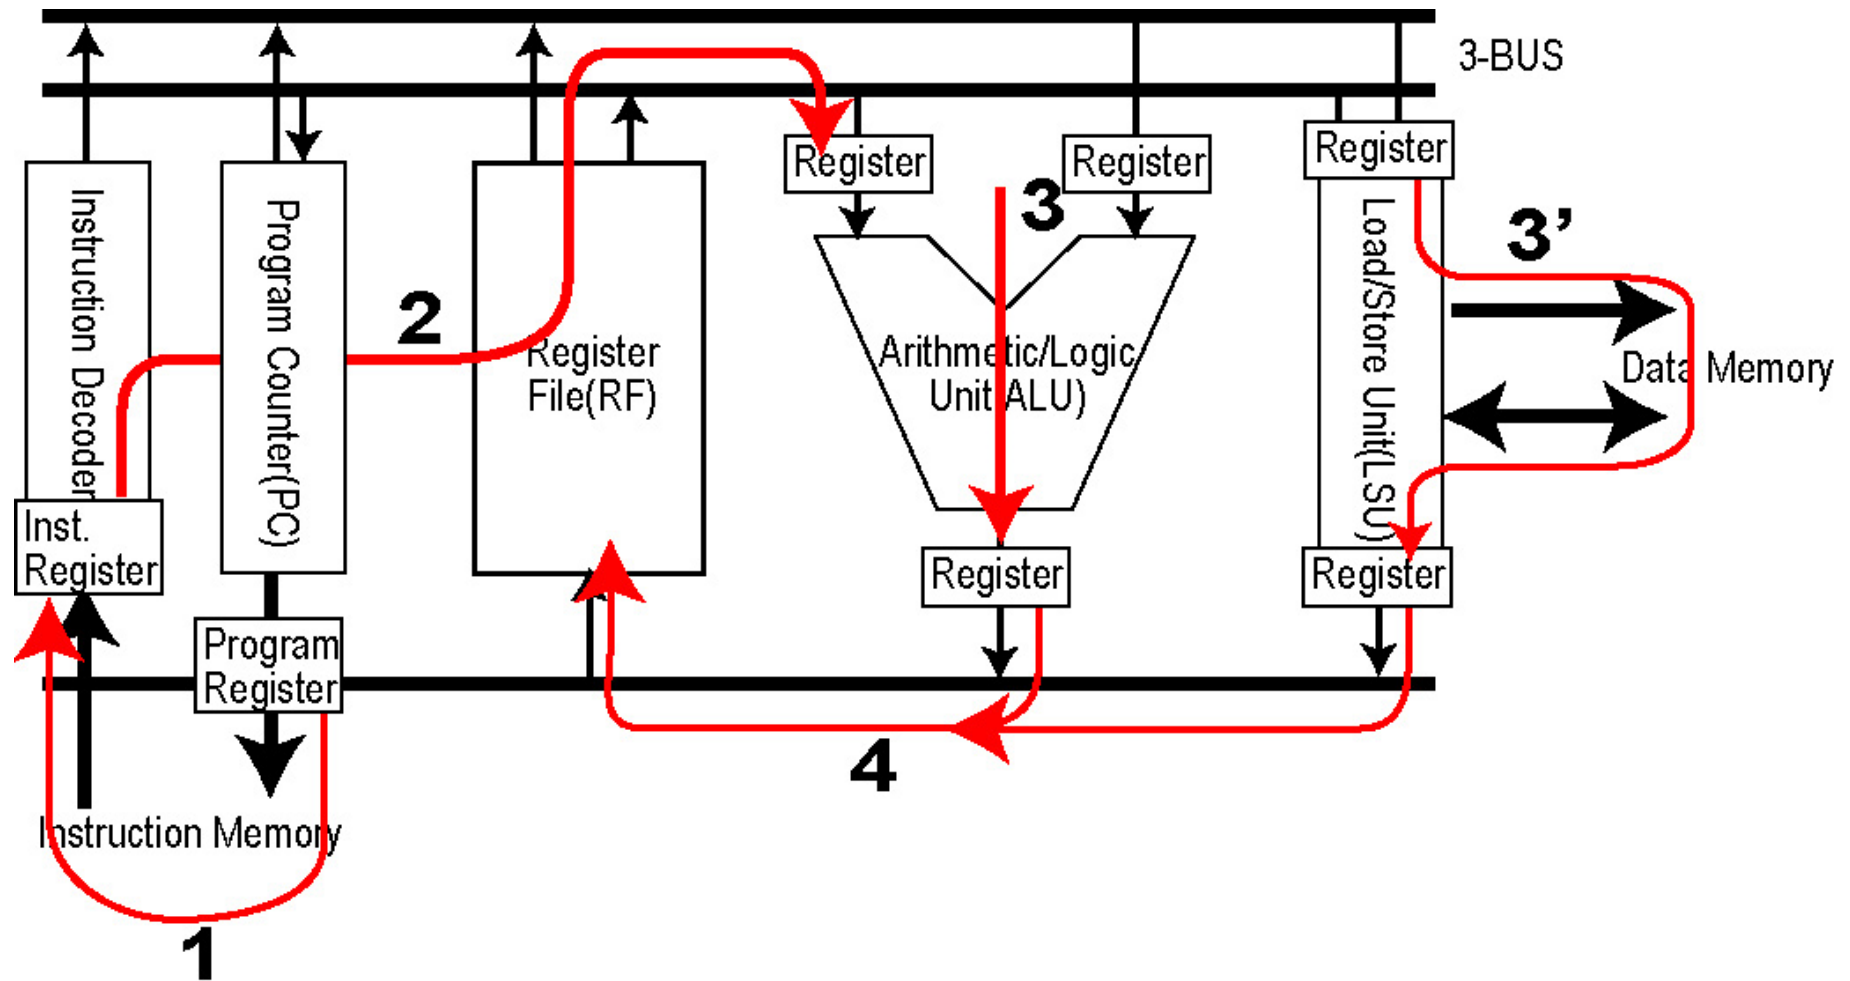 3-BUS
Register
Register
Register
Instruction Decoder
Program Counter(PC)
Load/Store Unit(LSU)
3
3’
2
Register
File(RF)
Arithmetic/Logic
Unit(ALU)
Data Memory
Inst.
Register
Register
Register
Program
Register
4
Instruction Memory
1